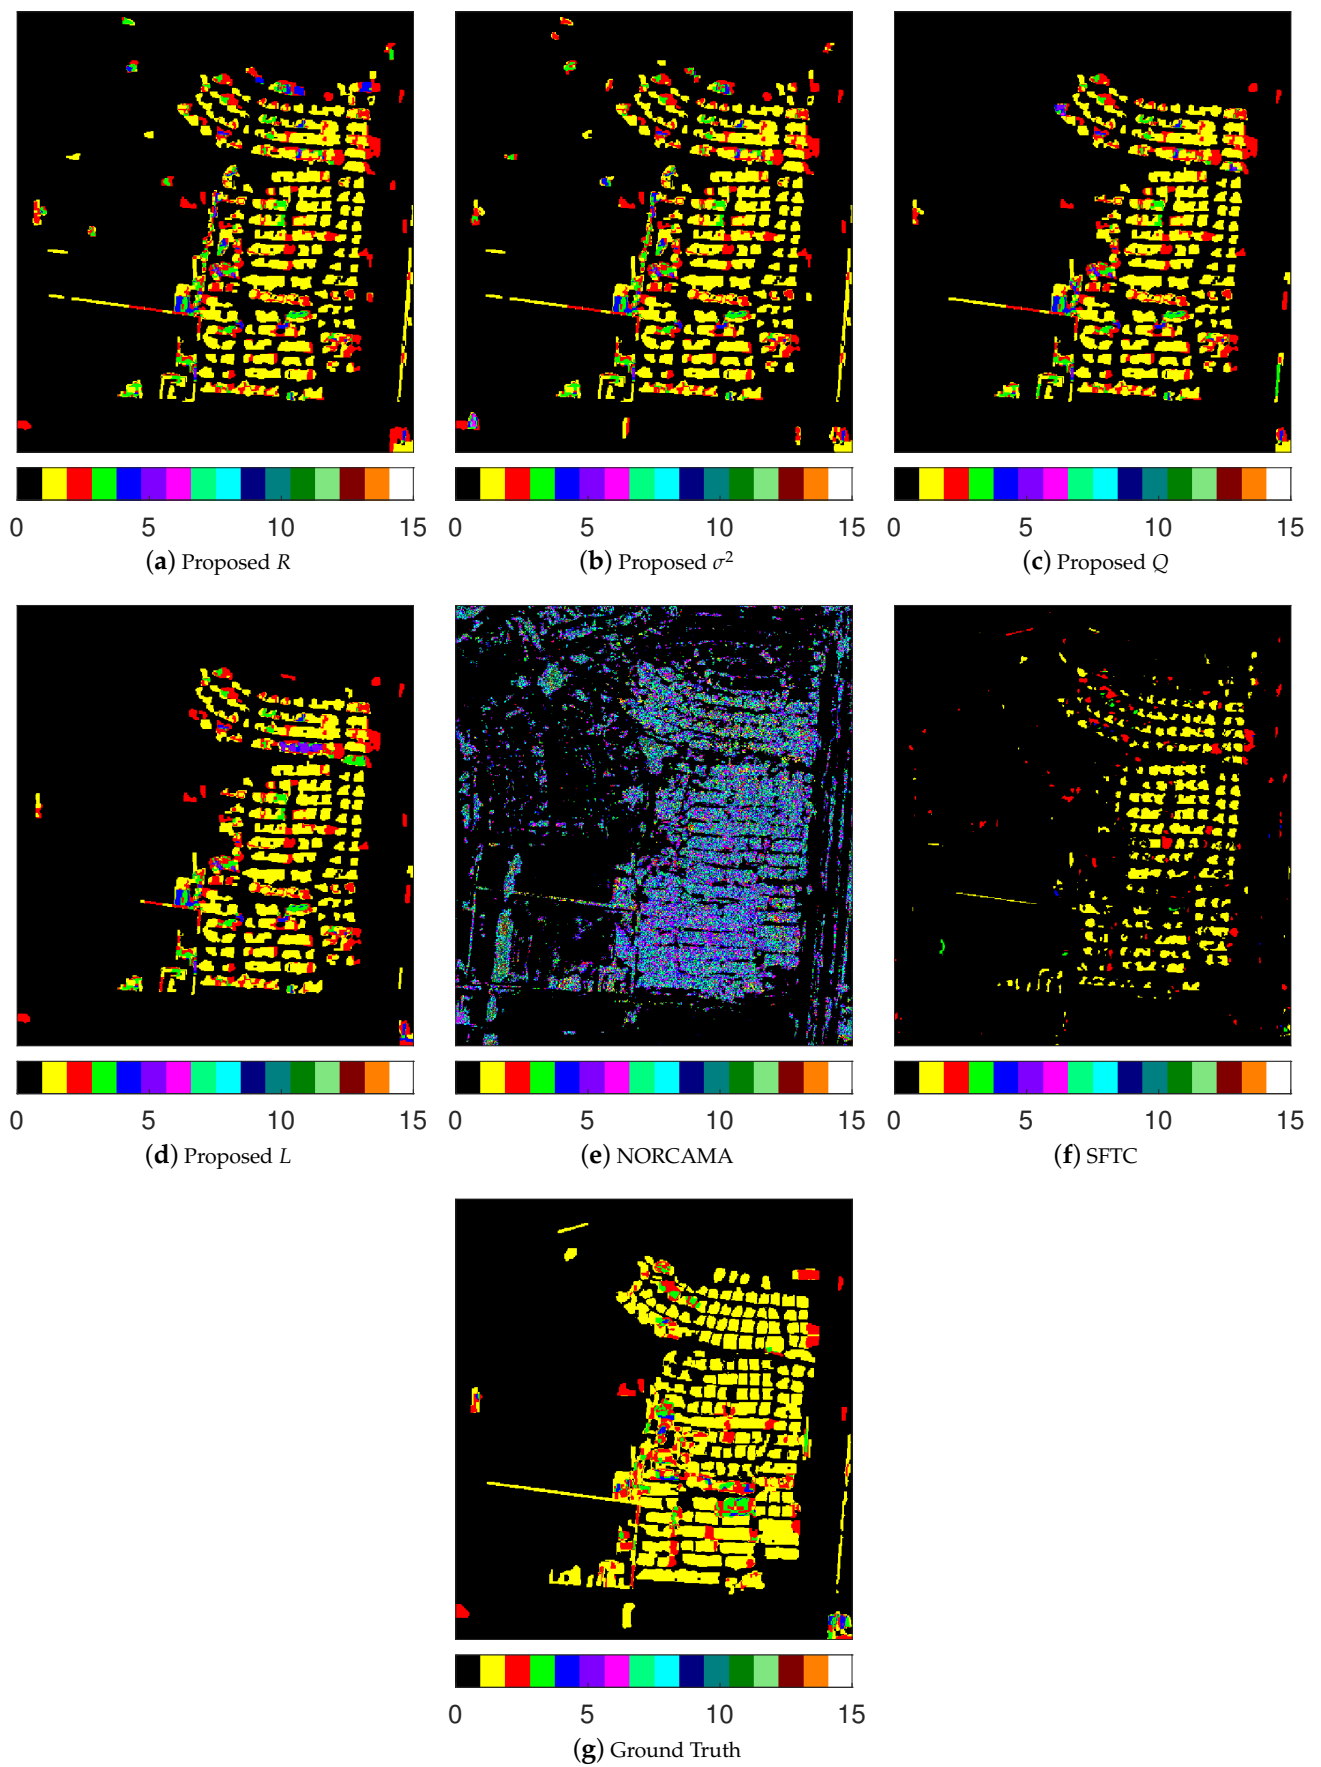 0 5 10 15 0 5 10 15 0 5 10 15
(a) Proposed R (b) Proposed σ² (c) Proposed Q
0 5 10 15 0 5 10 15 0 5 10 15
(d) Proposed L (e) NORCAMA (f) SFTC
0 5 10 15
(g) Ground Truth